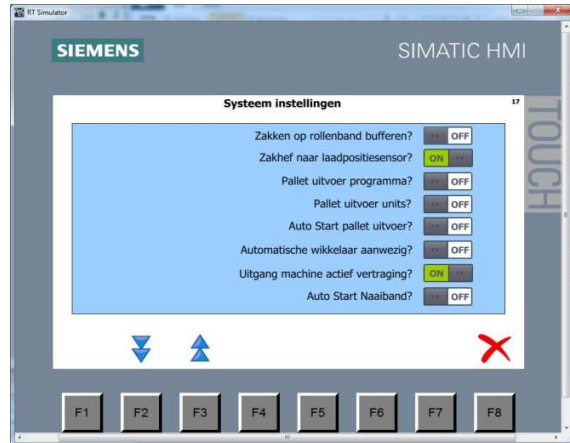 RT Simulator
SIEMENS
SIMATIC HMI
TOUCH
Systeem instellingen
17
Zakken op rollenband bufferen? OFF
Zakhef naar laadpositiesensor? ON
Pallet uitvoer programma? OFF
Pallet uitvoer units? OFF
Auto Start pallet uitvoer? OFF
Automatische wikkelaar aanwezig? OFF
Uitgang machine actief vertraging? ON
Auto Start Naaiband? OFF
F1 F2 F3 F4 F5 F6 F7 F8